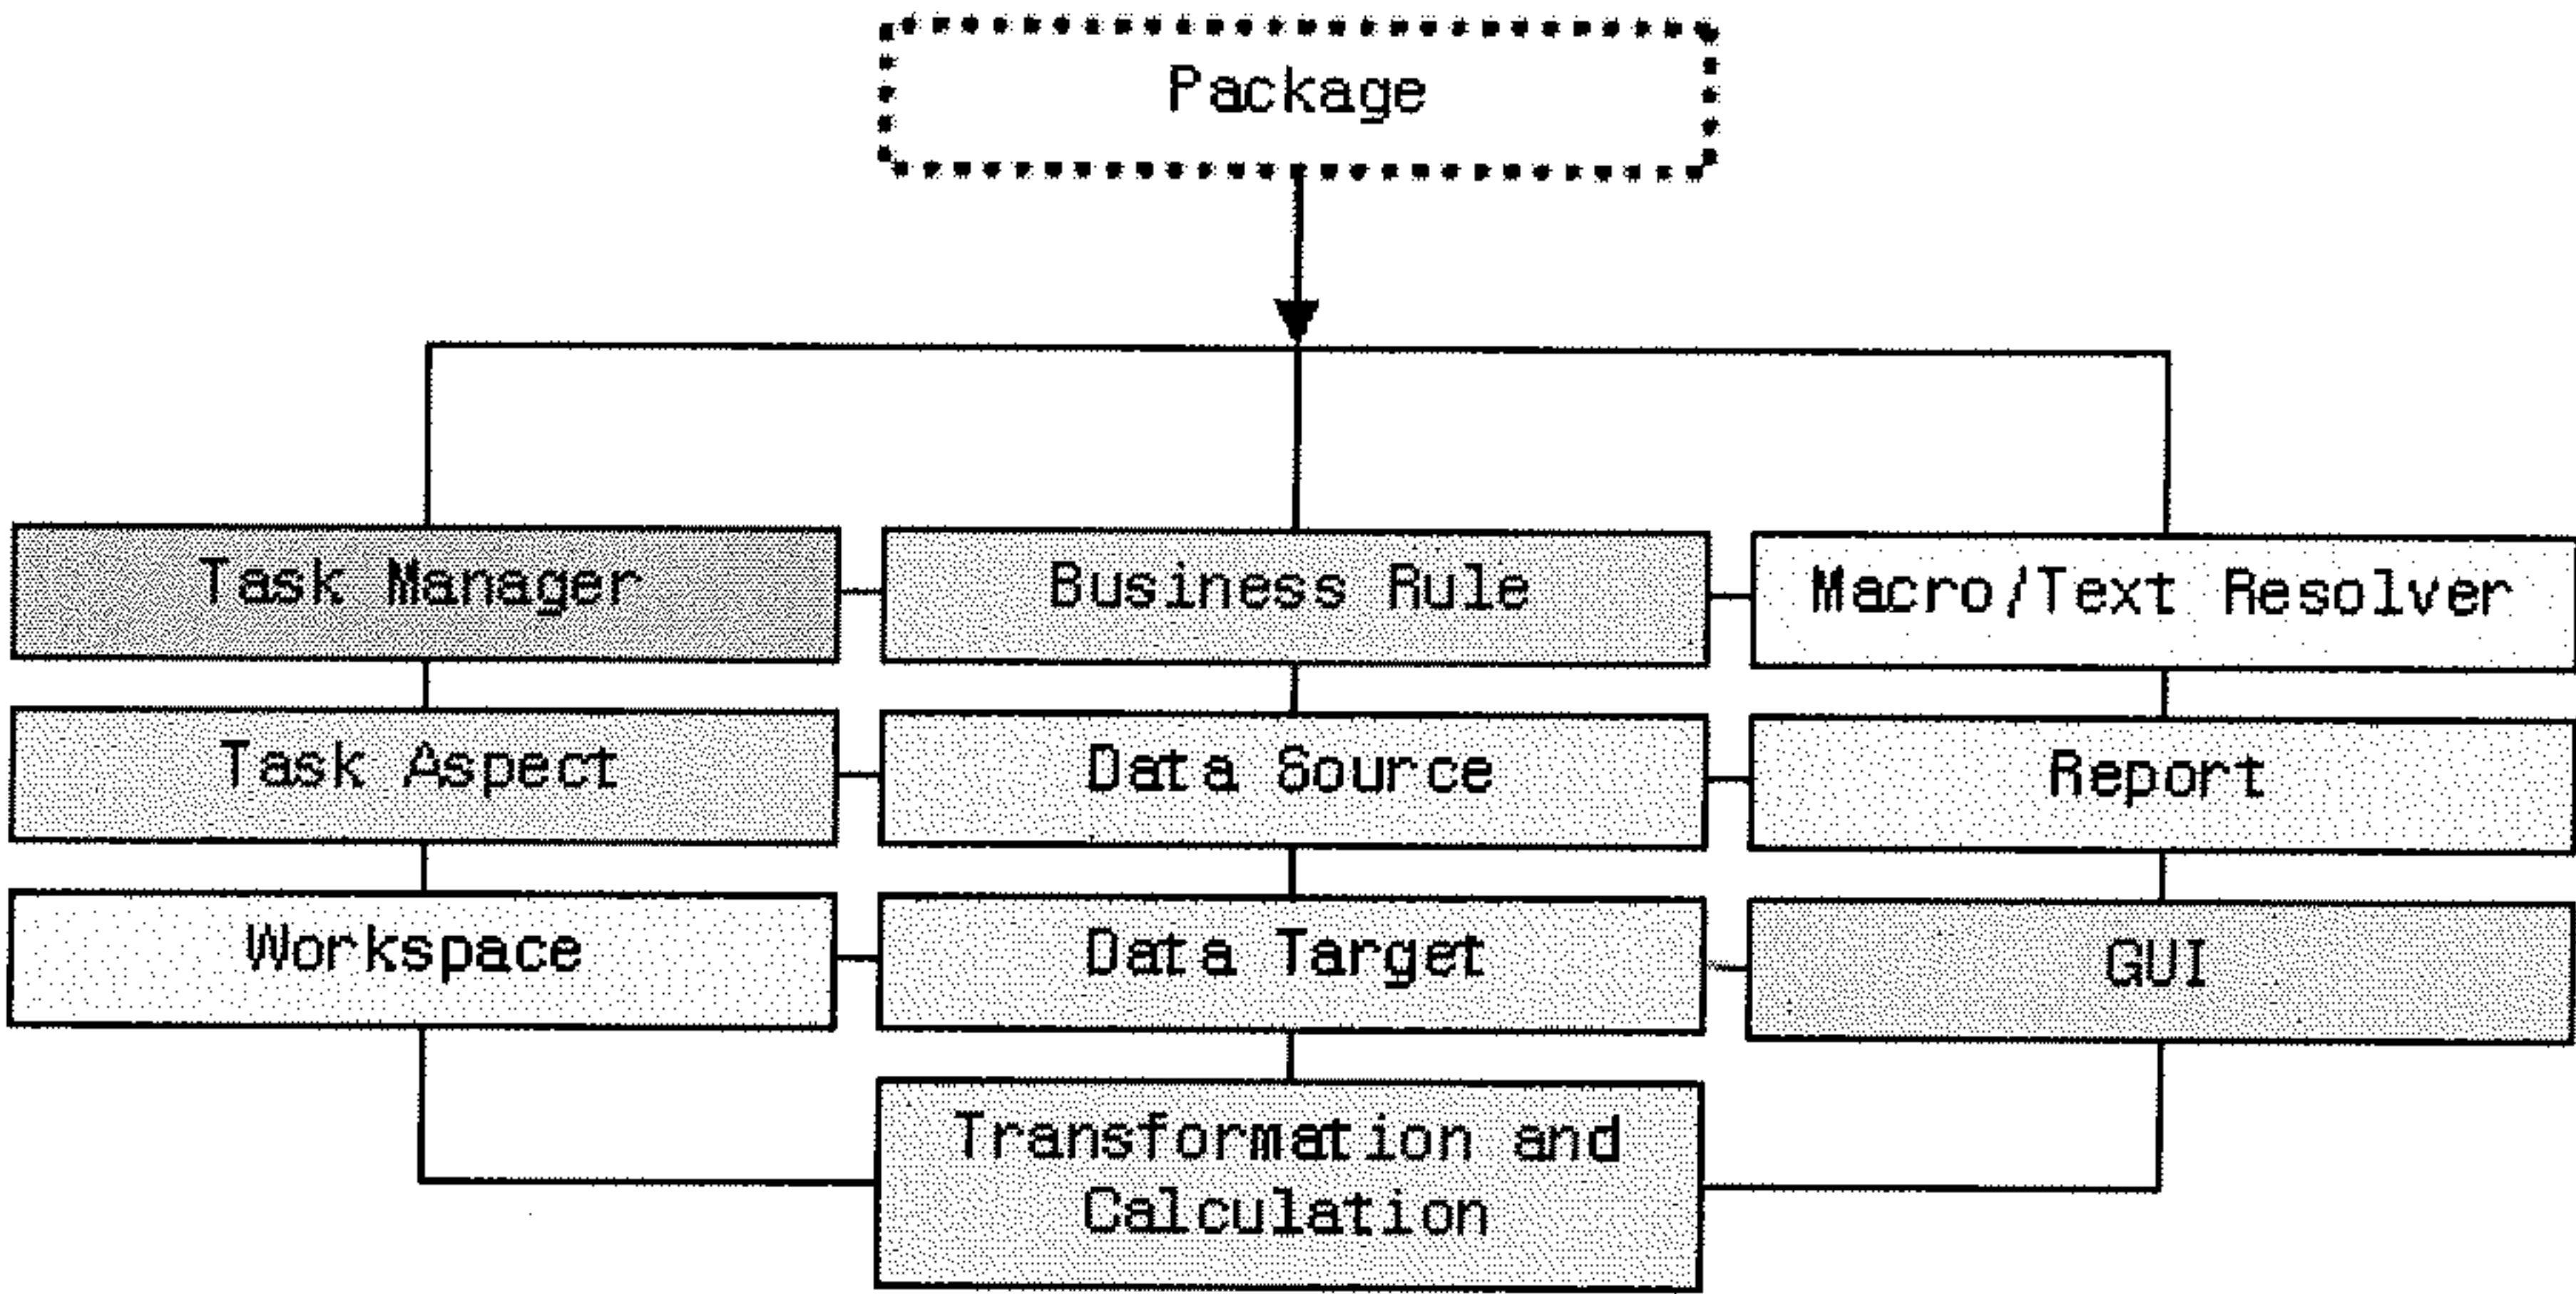 Package
Task Manager
Business Rule
Macro/Text Resolver
Task Aspect
Data Source
Report
Workspace
Data Target
GUI
Transformation and
Calculation